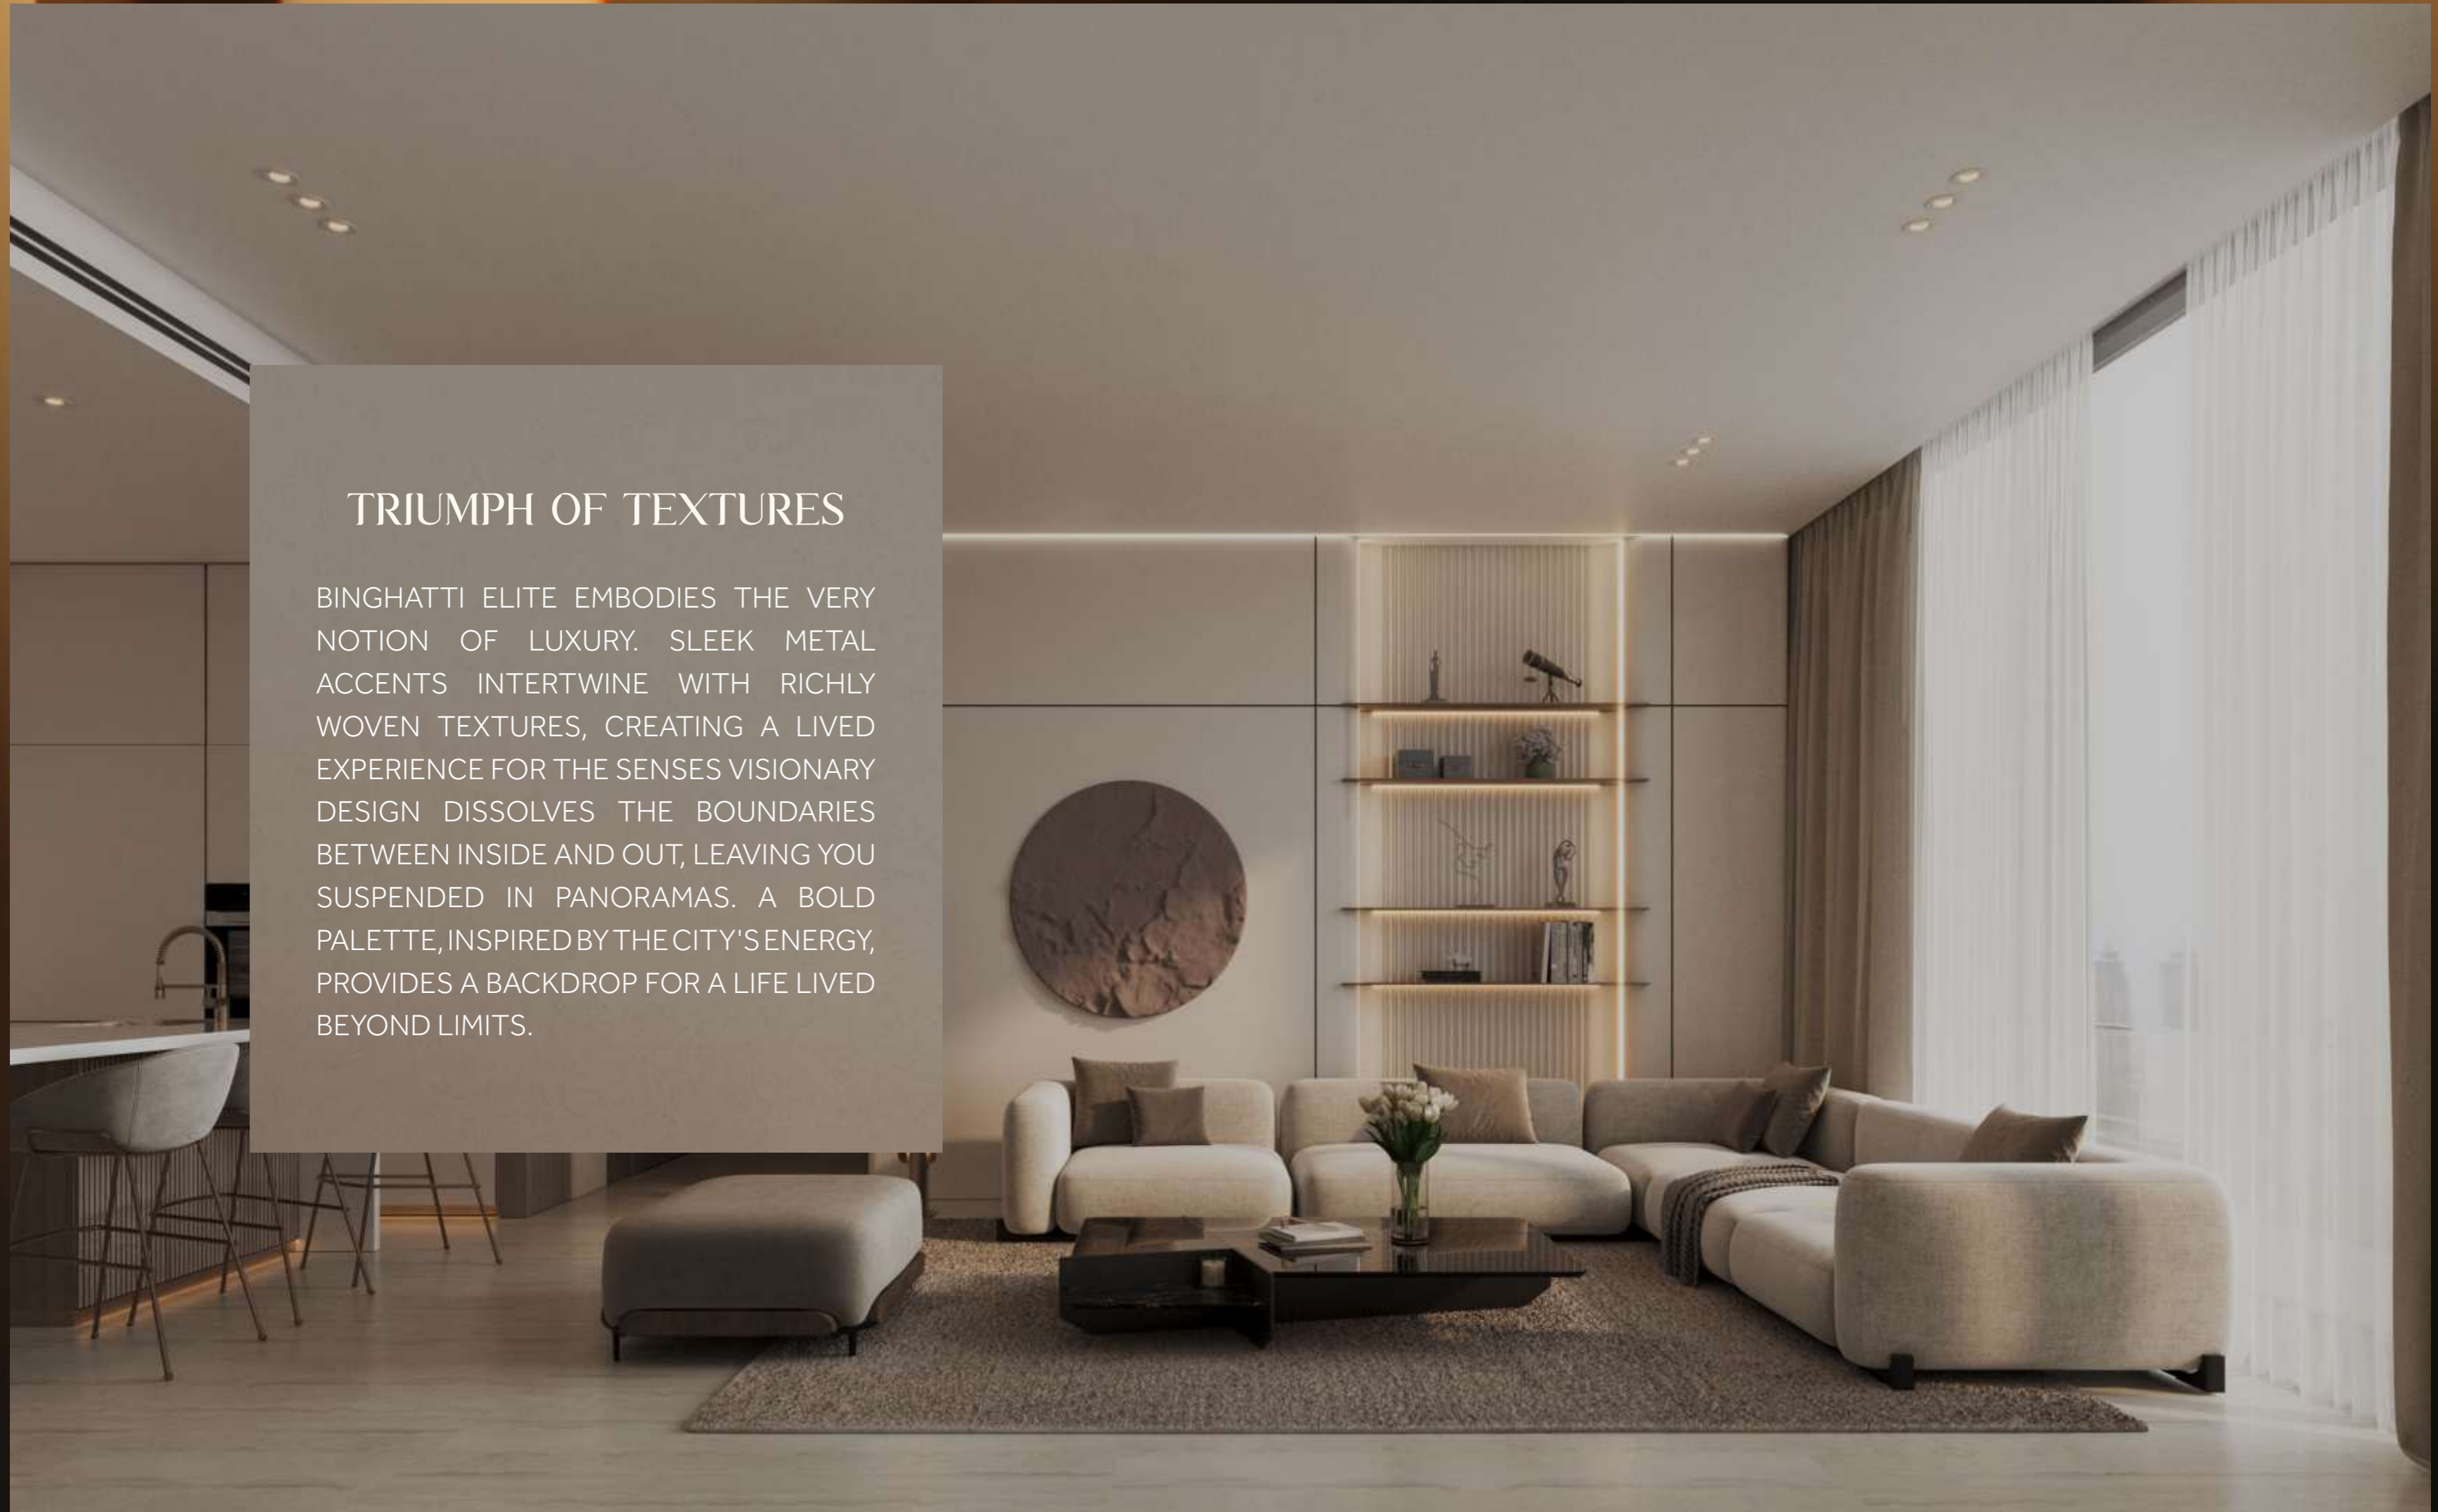 TRIUMPH OF TEXTURES
BINGHATTI ELITE EMBODIES THE VERY
NOTION OF LUXURY. SLEEK METAL
ACCENTS INTERTWINE WITH RICHLY
WOVEN TEXTURES, CREATING A LIVED
EXPERIENCE FOR THE SENSES VISIONARY
DESIGN DISSOLVES THE BOUNDARIES
BETWEEN INSIDE AND OUT, LEAVING YOU
SUSPENDED IN PANORAMAS. A BOLD
PALETTE, INSPIRED BY THE CITY'S ENERGY,
PROVIDES A BACKDROP FOR A LIFE LIVED
BEYOND LIMITS.